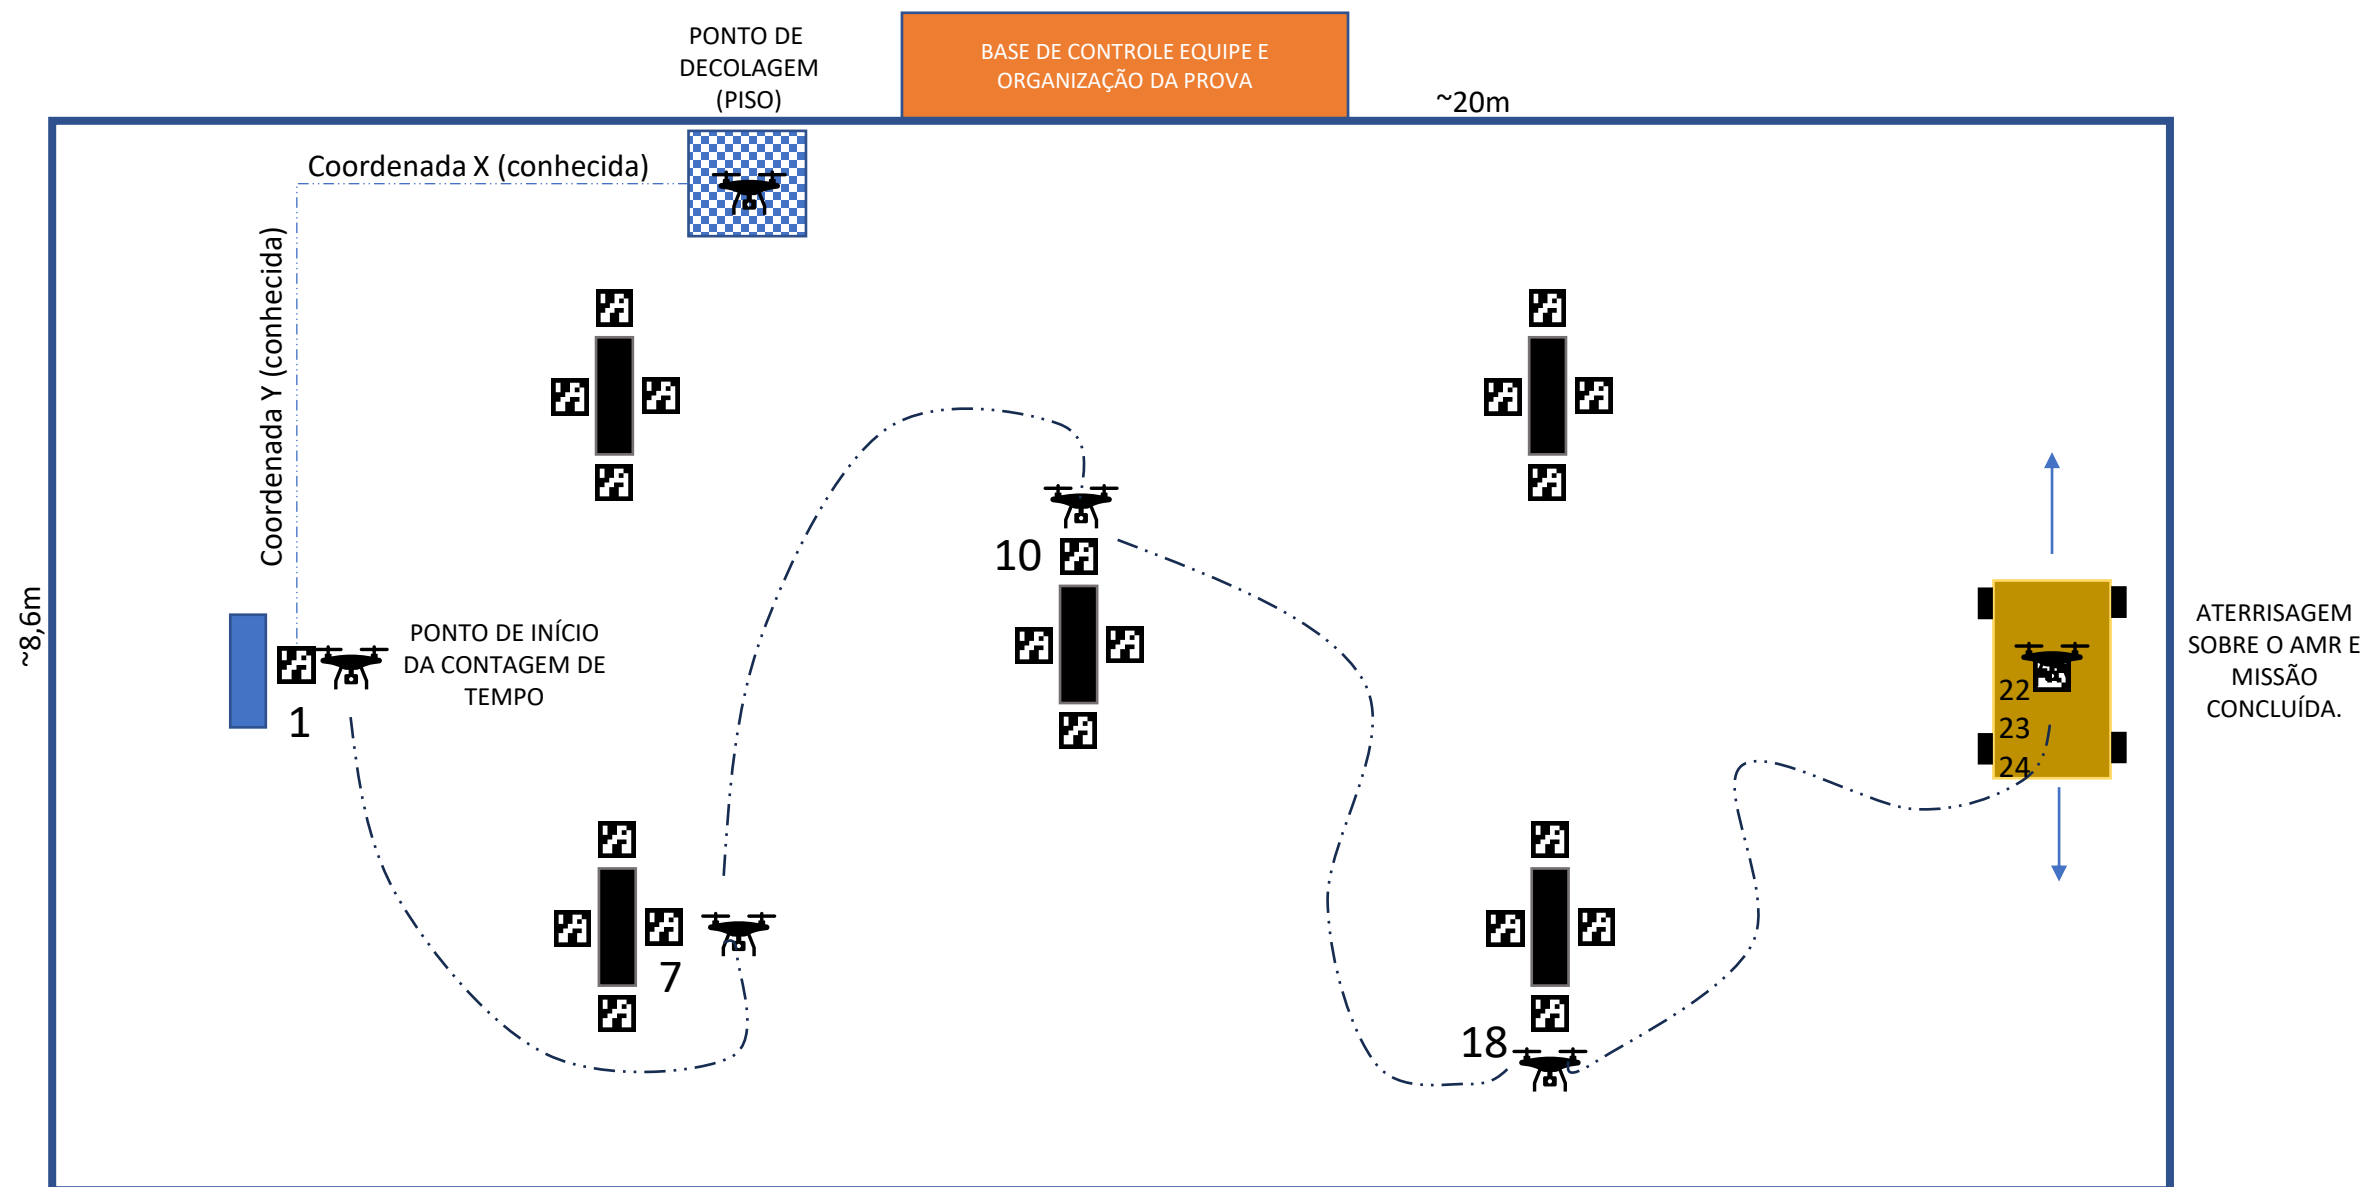 PONTO DE
DECOLAGEM
(PISO)
BASE DE CONTROLE EQUIPE E
ORGANIZAÇÃO DA PROVA
~20m
Coordenada X (conhecida)
Coordenada Y (conhecida)
~8,6m
PONTO DE INÍCIO
DA CONTAGEM DE
TEMPO
1
10
7
18
22
23
24
ATERRISAGEM
SOBRE O AMR E
MISSÃO
CONCLUÍDA.